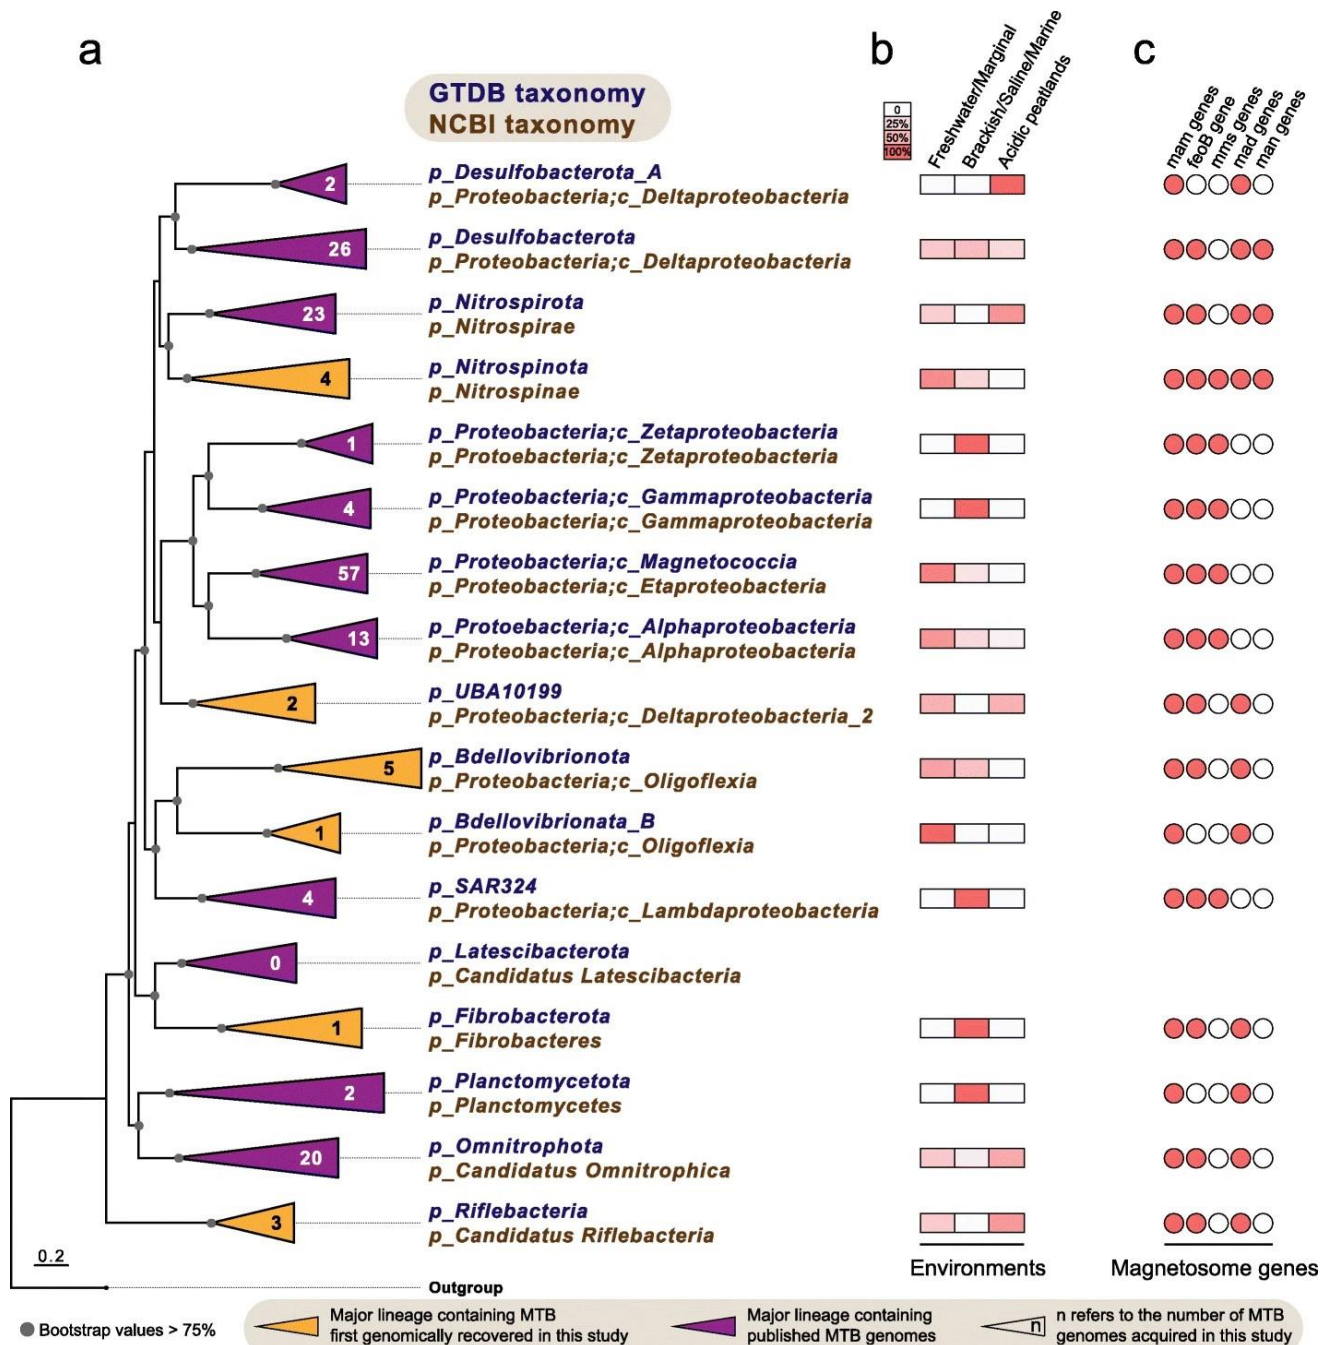 a
b
c
GTDB taxonomy
NCBI taxonomy
0
25%
50%
100%
Freshwater/Marginal
Brackish/Saline/Marine
Acidic peatlands
mam genes
feoB gene
mms genes
mad genes
man genes
2
p_Desulfobacterota_A
p_Proteobacteria;c_Deltaproteobacteria
26
p_Desulfobacterota
p_Proteobacteria;c_Deltaproteobacteria
23
p_Nitrospirota
p_Nitrospirae
4
p_Nitrospinota
p_Nitrospinae
1
p_Proteobacteria;c_Zetaproteobacteria
p_Protoebacteria;c_Zetaproteobacteria
4
p_Proteobacteria;c_Gammaproteobacteria
p_Proteobacteria;c_Gammaproteobacteria
57
p_Proteobacteria;c_Magnetococcia
p_Proteobacteria;c_Etaproteobacteria
13
p_Protoebacteria;c_Alphaproteobacteria
p_Proteobacteria;c_Alphaproteobacteria
2
p_UBA10199
p_Proteobacteria;c_Deltaproteobacteria_2
5
p_Bdellovibrionota
p_Proteobacteria;c_Oligoflexia
1
p_Bdellovibrionata_B
p_Proteobacteria;c_Oligoflexia
4
p_SAR324
p_Proteobacteria;c_Lambdaproteobacteria
0
p_Latescibacterota
p_Candidatus Latescibacteria
1
p_Fibrobacterota
p_Fibrobacteres
2
p_Planctomycetota
p_Planctomycetes
20
p_Omnitrophota
p_Candidatus Omnitrophica
3
p_Riflebacteria
p_Candidatus Riflebacteria
0.2
Outgroup
Environments
Magnetosome genes
Bootstrap values > 75%
Major lineage containing MTB
first genomically recovered in this study
Major lineage containing
published MTB genomes
n
n refers to the number of MTB
genomes acquired in this study